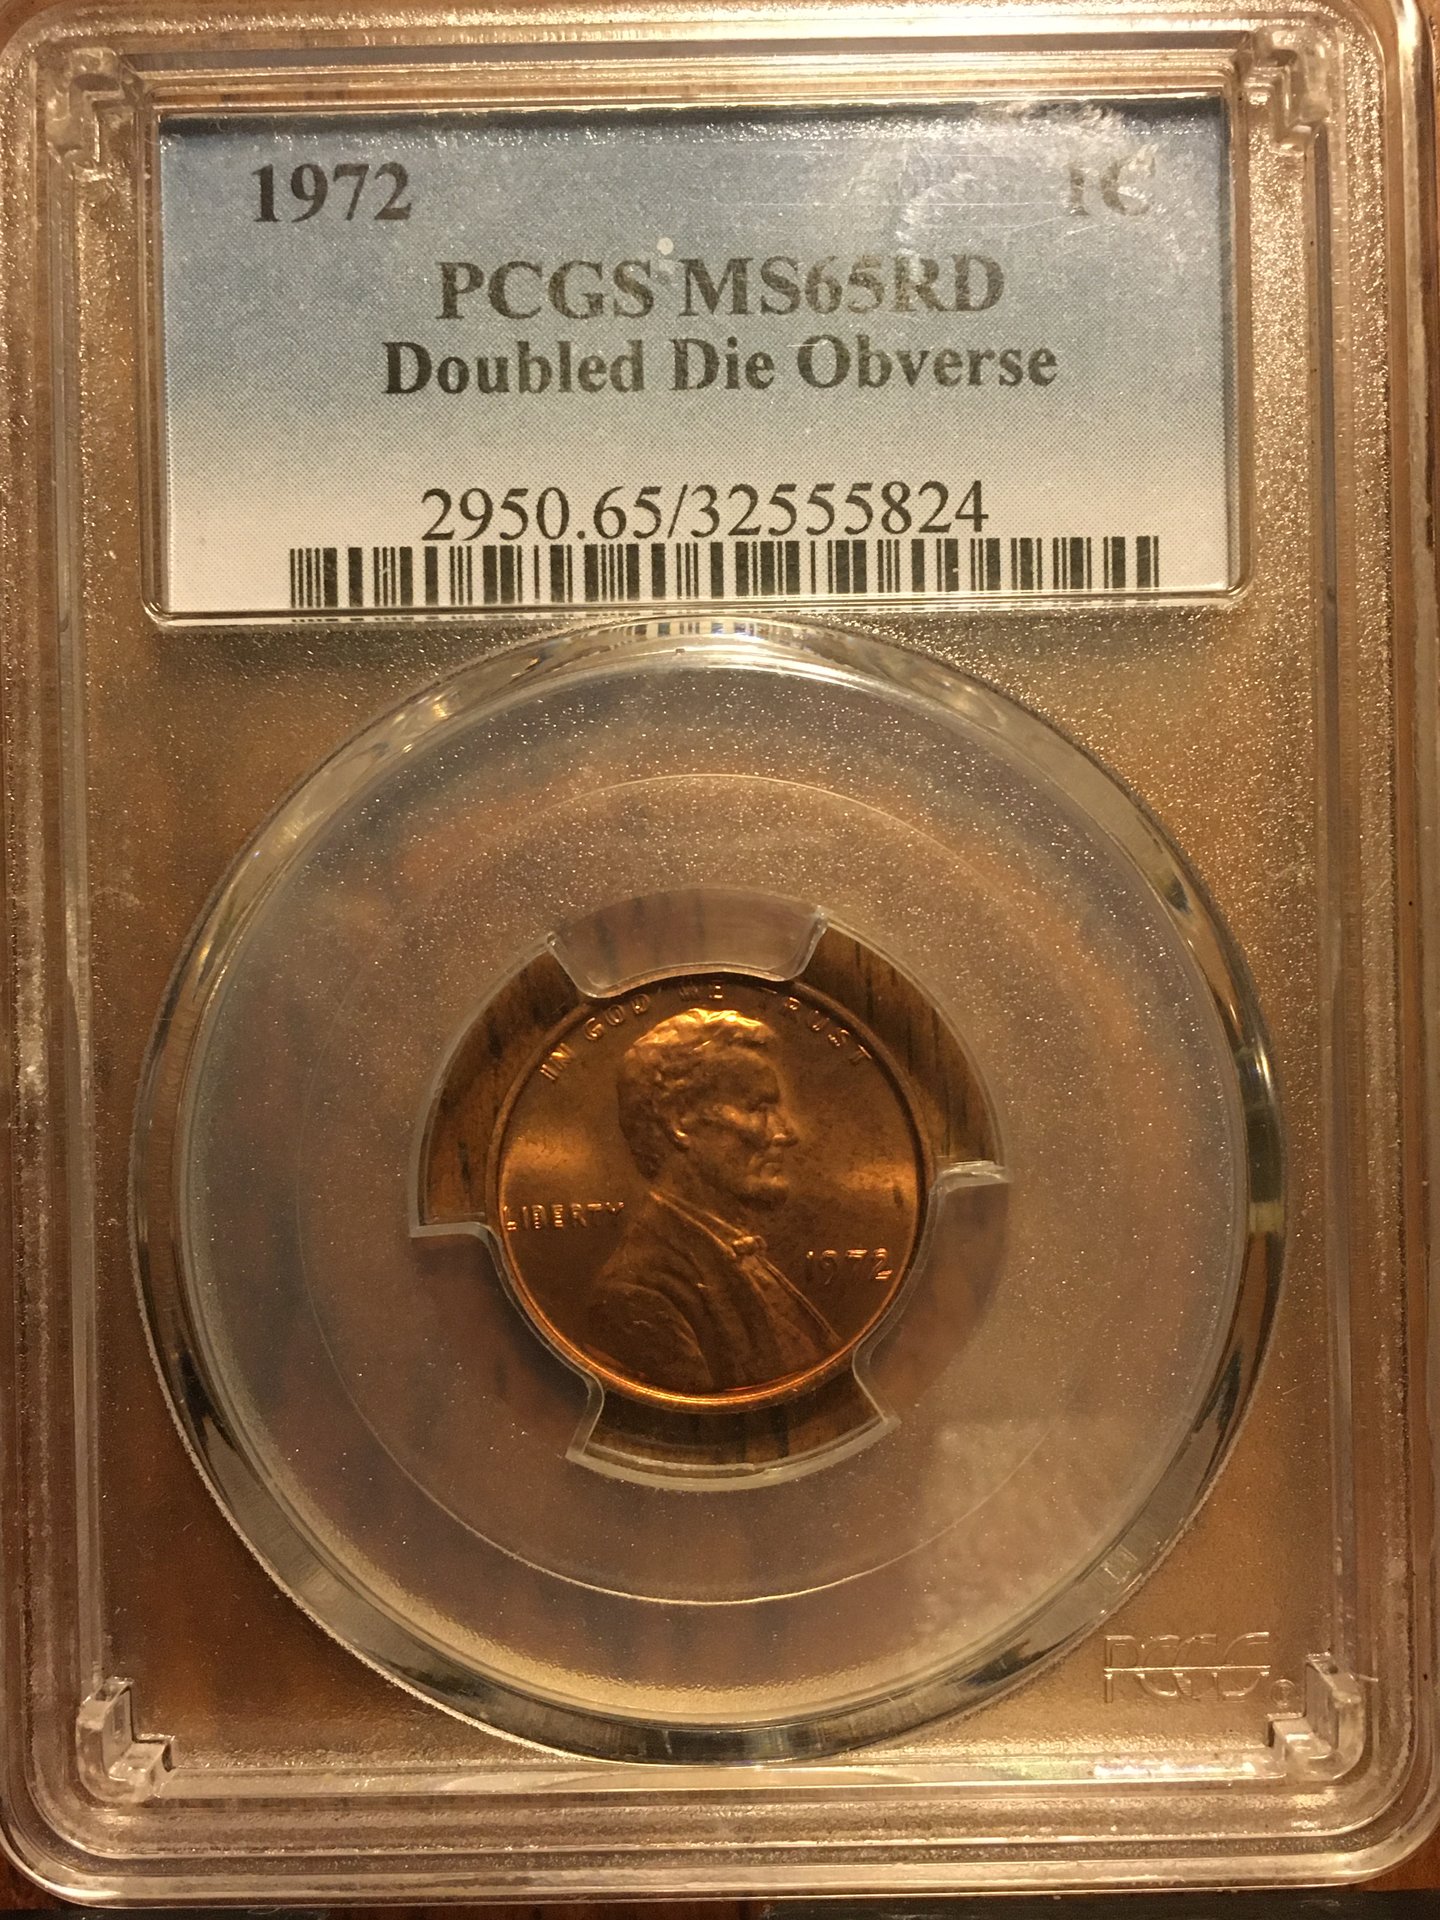 1972 1C
PCGS MS65RD
Doubled Die Obverse
2950.65/32555824
IN GOD WE TRUST
LIBERTY
1972
PCGS